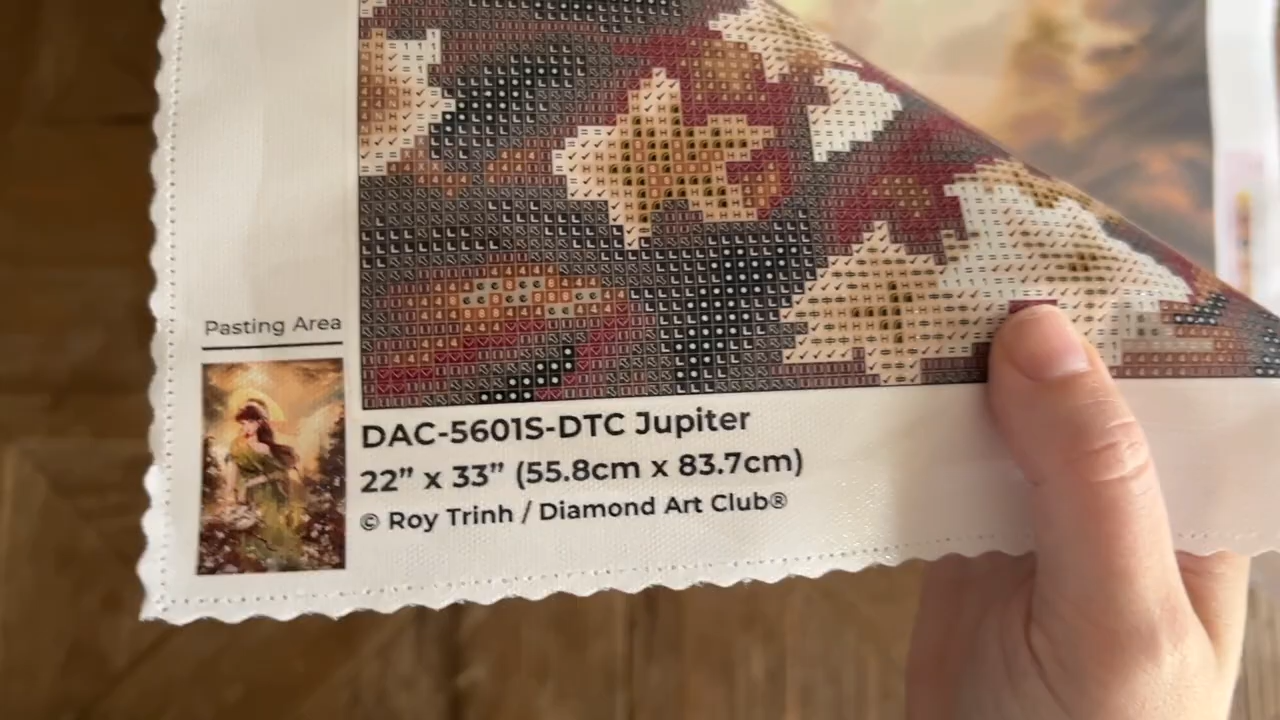 Pasting Area
DAC-5601S-DTC Jupiter
22” x 33” (55.8cm x 83.7cm)
© Roy Trinh / Diamond Art Club®